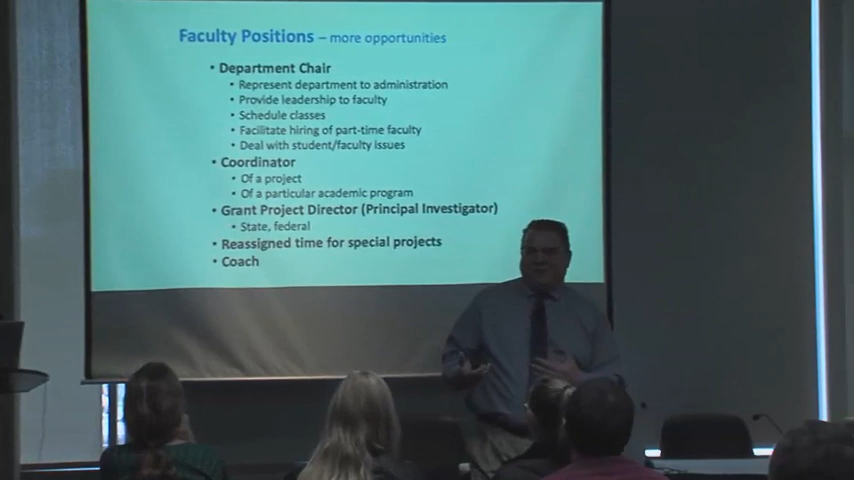 Faculty Positions – more opportunities
• Department Chair
• Represent department to administration
• Provide leadership to faculty
• Schedule classes
• Facilitate hiring of part-time faculty
• Deal with student/faculty issues
• Coordinator
• Of a project
• Of a particular academic program
• Grant Project Director (Principal Investigator)
• State, federal
• Reassigned time for special projects
• Coach